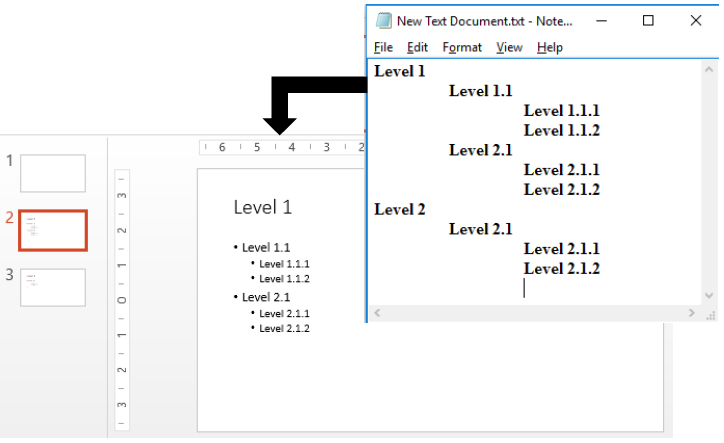 New Text Document.txt - Note...
File Edit Format View Help
Level 1
Level 1.1
Level 1.1.1
Level 1.1.2
Level 2.1
Level 2.1.1
Level 2.1.2
Level 2
Level 2.1
Level 2.1.1
Level 2.1.2
6 5 4 3 2
1
2
3
3 2 1 0 1 2 3
Level 1
• Level 1.1
• Level 1.1.1
• Level 1.1.2
• Level 2.1
• Level 2.1.1
• Level 2.1.2